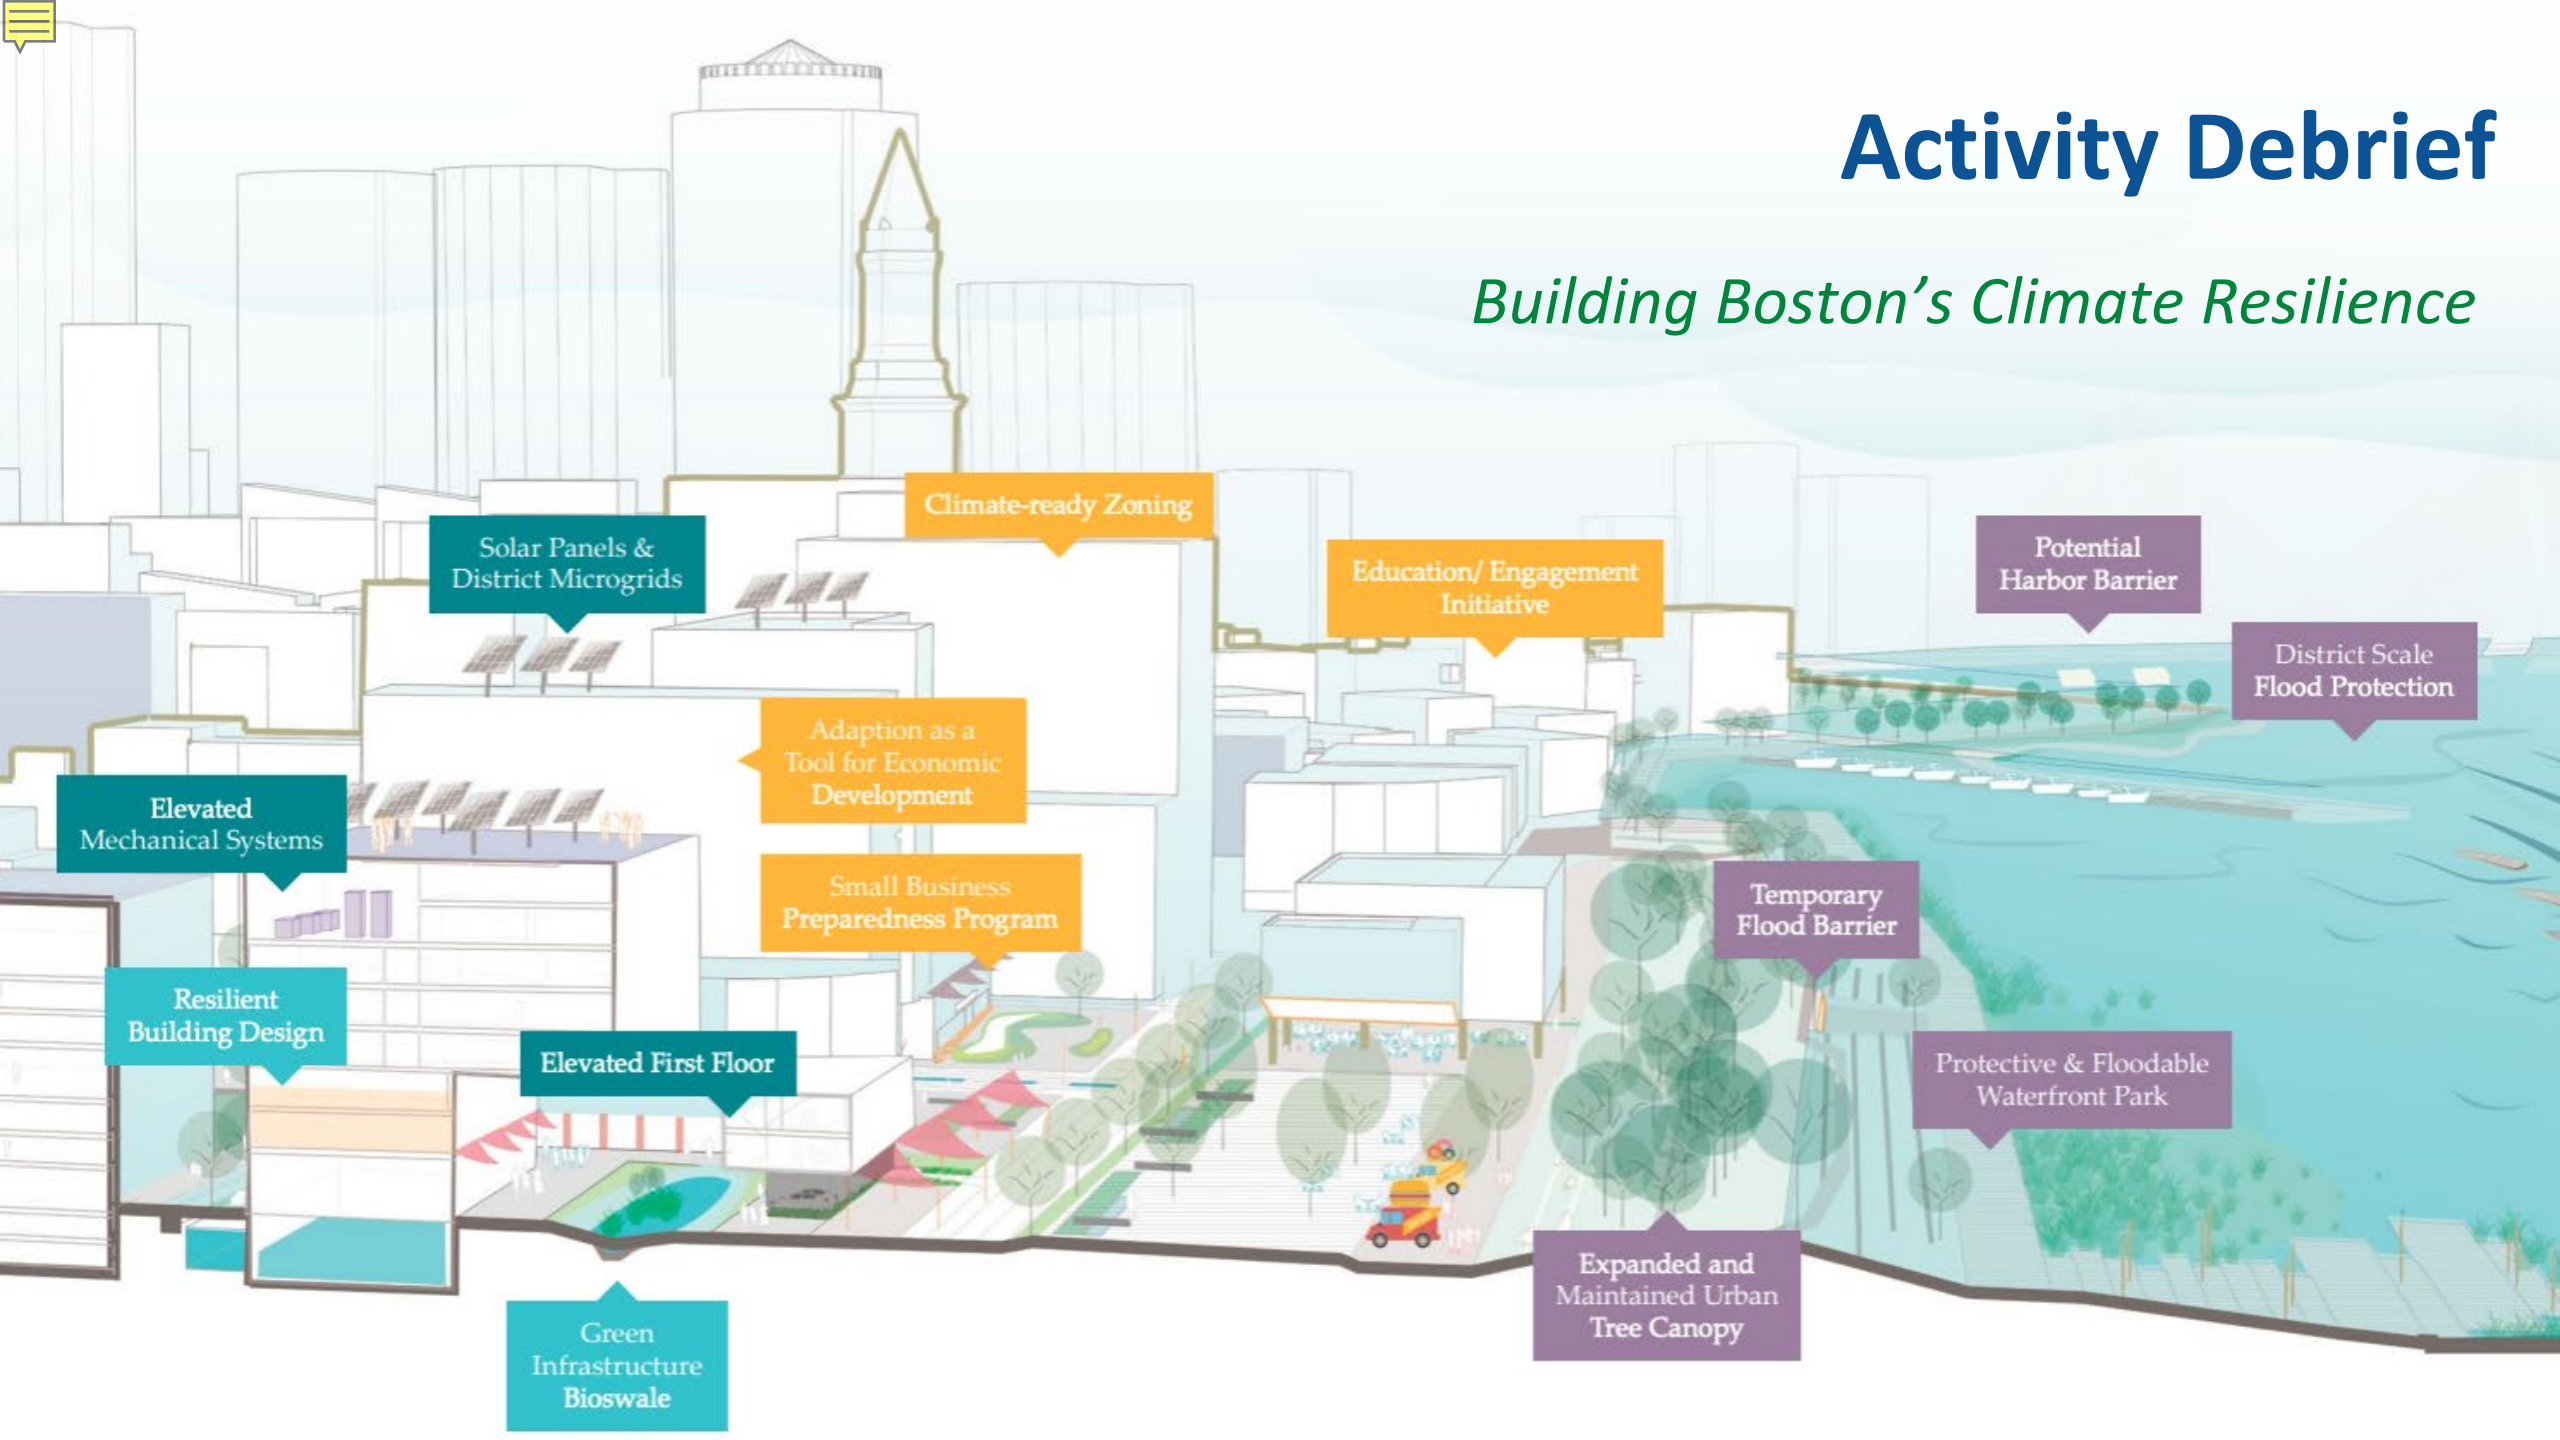 Activity Debrief
Building Boston’s Climate Resilience
Climate-ready Zoning
Solar Panels &
District Microgrids
Education/ Engagement
Initiative
Potential
Harbor Barrier
District Scale
Flood Protection
Adaption as a
Tool for Economic
Development
Elevated
Mechanical Systems
Small Business
Preparedness Program
Temporary
Flood Barrier
Resilient
Building Design
Elevated First Floor
Protective & Floodable
Waterfront Park
Expanded and
Maintained Urban
Tree Canopy
Green
Infrastructure
Bioswale